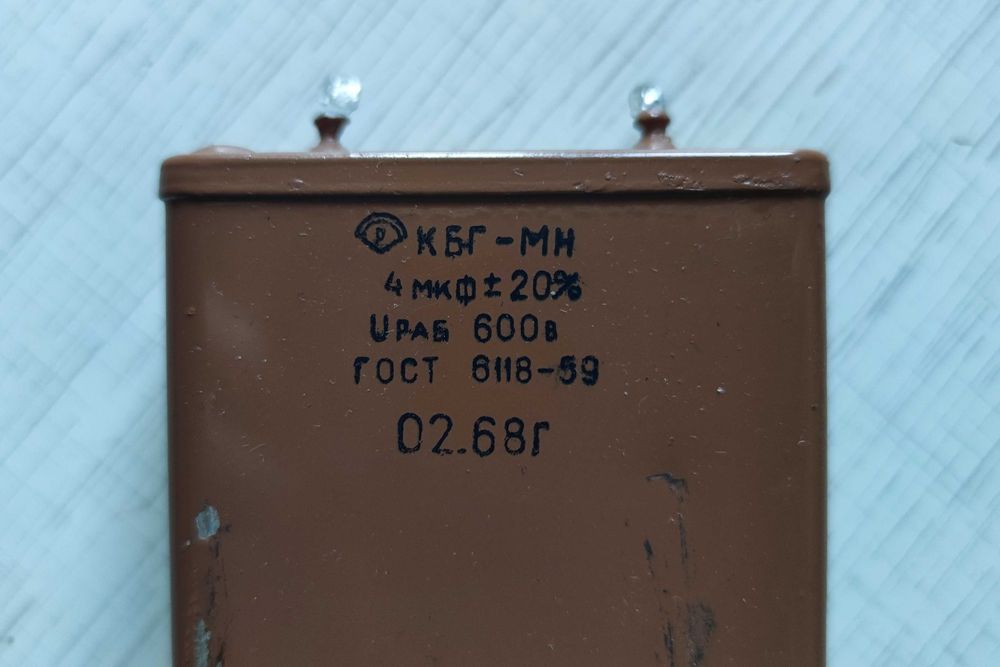 КБГ-МН
4 мкф ± 20%
Uраб 600в
ГОСТ 6118-59
02.68г